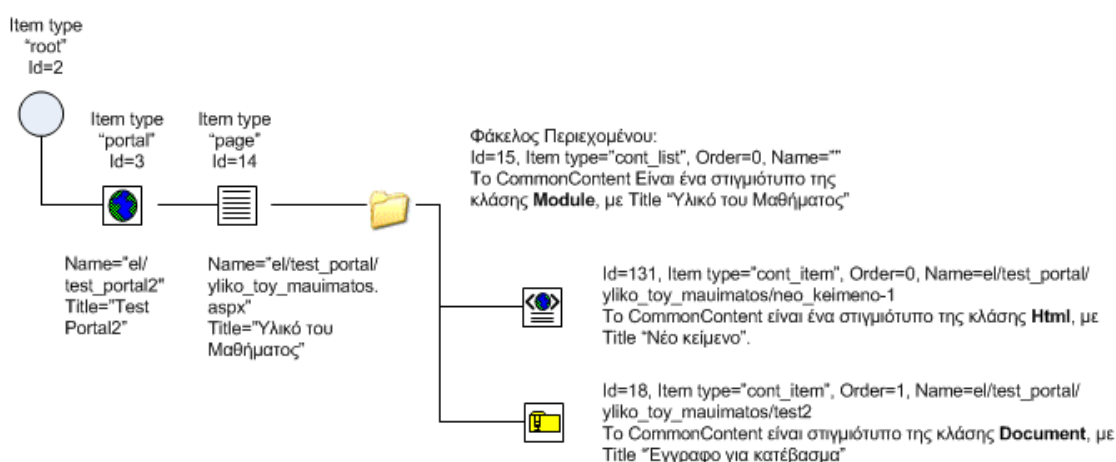 Item type
"root"
Id=2
Item type
"portal"
Id=3
Item type
"page"
Id=14
Φάκελος Περιεχομένου:
Id=15, Item type="cont_list", Order=0, Name=""
Το CommonContent Είναι ένα στιγμιότυπο της
κλάσης Module, με Title "Υλικό του Μαθήματος"
Name="el/
test_portal2"
Title="Test
Portal2"
Name="el/test_portal/
yliko_toy_mauimatos.
aspx"
Title="Υλικό του
Μαθήματος"
Id=131, Item type="cont_item", Order=0, Name=el/test_portal/
yliko_toy_mauimatos/neo_keimeno-1
Το CommonContent είναι ένα στιγμιότυπο της κλάσης Html, με
Title "Νέο κείμενο".
Id=18, Item type="cont_item", Order=1, Name=el/test_portal/
yliko_toy_mauimatos/test2
Το CommonContent είναι στιγμιότυπο της κλάσης Document, με
Title "Έγγραφο για κατέβασμα"